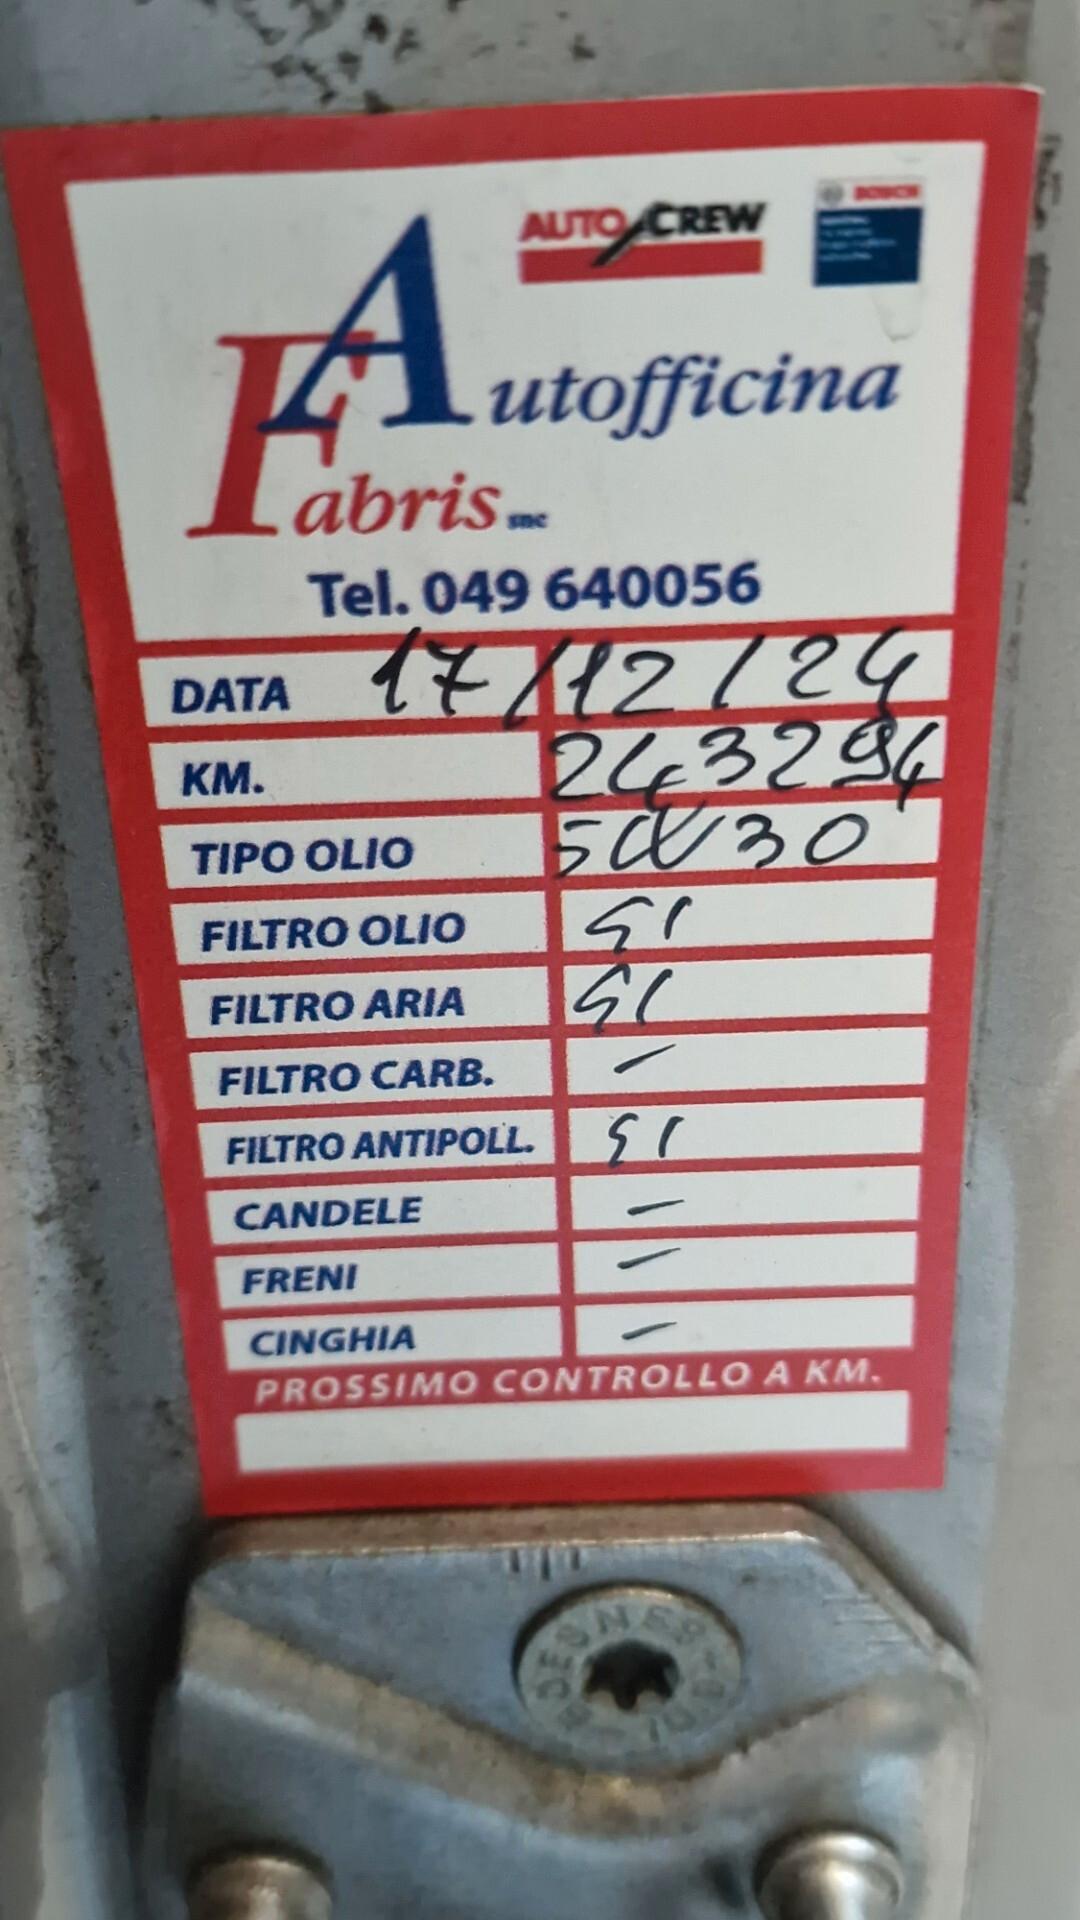 AUTO CREW
BOSCH
Autofficina
Fabris snc
Tel. 049 640056
DATA 17/12/24
KM. 243294
TIPO OLIO 5W30
FILTRO OLIO SI
FILTRO ARIA SI
FILTRO CARB. -
FILTRO ANTIPOLL. SI
CANDELE -
FRENI -
CINGHIA -
PROSSIMO CONTROLLO A KM.